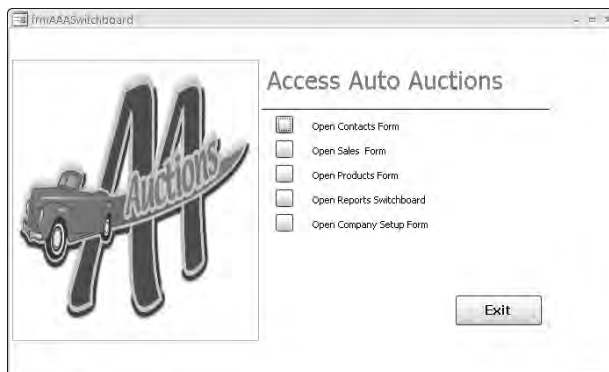 frmAAASwitchboard
Access Auto Auctions
AA
Auctions
Open Contacts Form
Open Sales Form
Open Products Form
Open Reports Switchboard
Open Company Setup Form
Exit